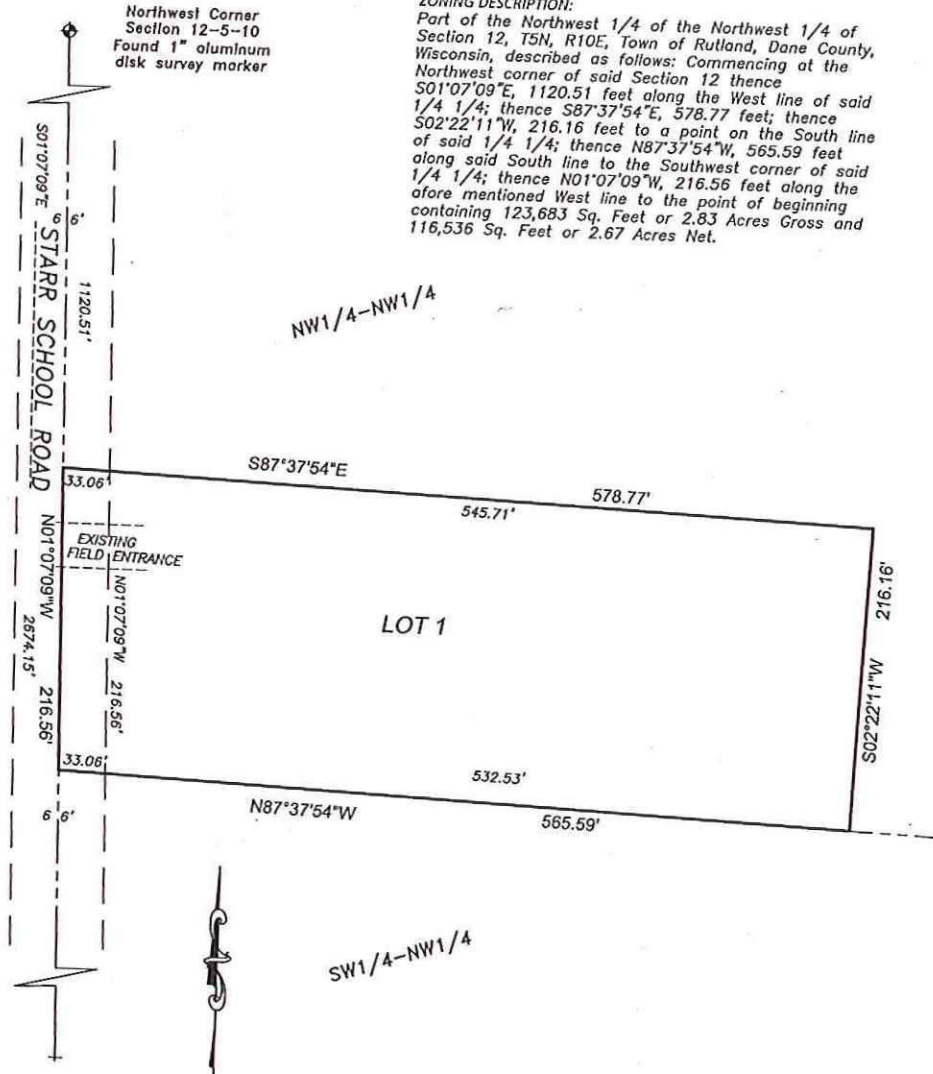 Northwest Corner
Section 12-5-10
Found 1" aluminum
disk survey marker
ZONING DESCRIPTION:
Part of the Northwest 1/4 of the Northwest 1/4 of
Section 12, T5N, R10E, Town of Rutland, Dane County,
Wisconsin, described as follows: Commencing at the
Northwest corner of said Section 12 thence
S01°07'09"E, 1120.51 feet along the West line of said
1/4 1/4; thence S87°37'54"E, 578.77 feet; thence
S02°22'11"W, 216.16 feet to a point on the South line
of said 1/4 1/4; thence N87°37'54"W, 565.59 feet
along said South line to the Southwest corner of said
1/4 1/4; thence N01°07'09"W, 216.56 feet along the
afore mentioned West line to the point of beginning
containing 123,683 Sq. Feet or 2.83 Acres Gross and
116,536 Sq. Feet or 2.67 Acres Net.
S01°07'09"E
1120.51'
6 6'
STARR SCHOOL ROAD
NW1/4-NW1/4
S87°37'54"E
578.77'
33.06'
545.71'
EXISTING
FIELD ENTRANCE
N01°07'09"W
216.56'
2674.15'
N01°07'09"W 216.56'
LOT 1
216.16'
S02°22'11"W
33.06'
532.53'
N87°37'54"W
565.59'
6 6'
SW1/4-NW1/4